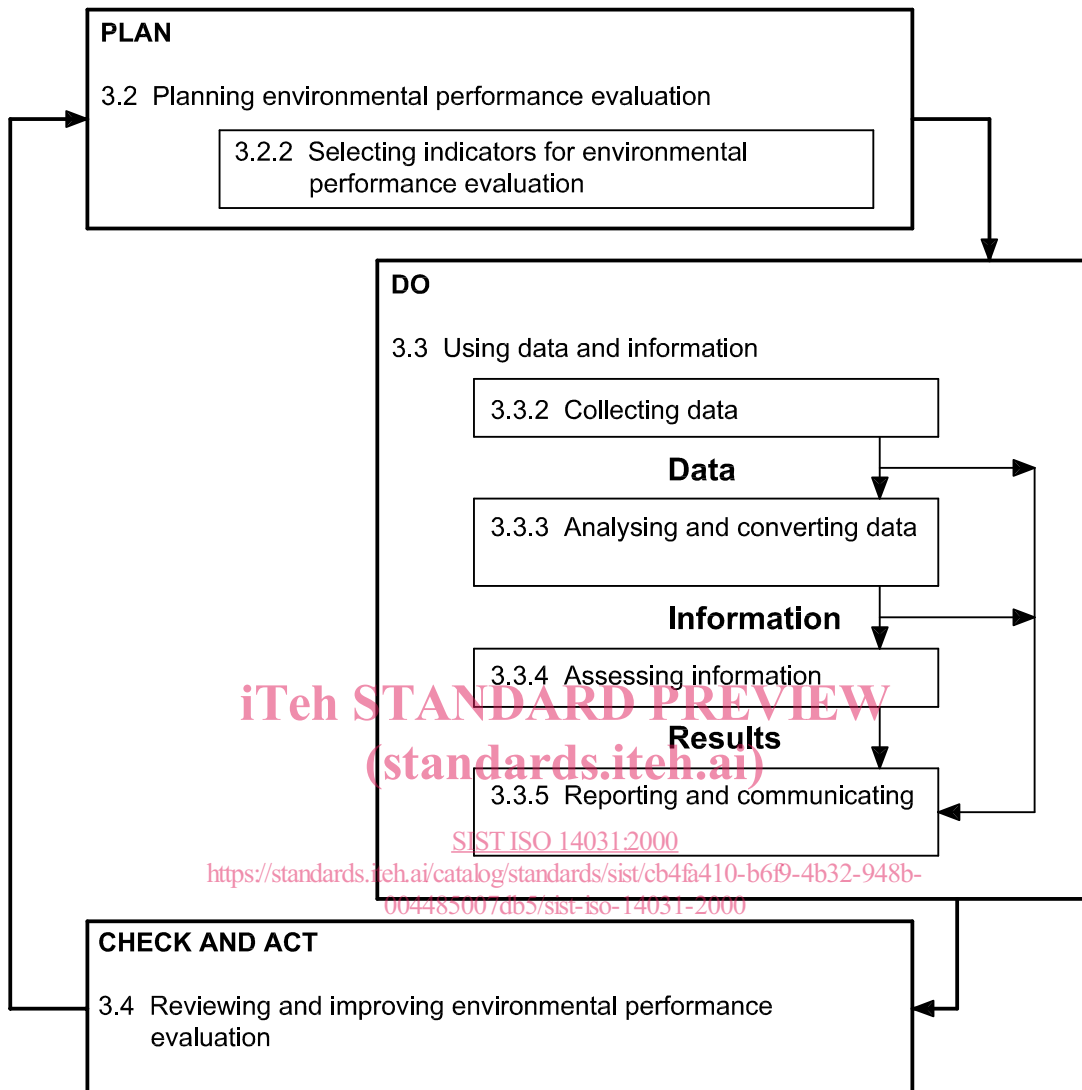 PLAN
3.2 Planning environmental performance evaluation
3.2.2 Selecting indicators for environmental
performance evaluation
DO
3.3 Using data and information
3.3.2 Collecting data
Data
3.3.3 Analysing and converting data
Information
3.3.4 Assessing information
iTeh STANDARD PREVIEW
Results
(standards.iteh.ai)
3.3.5 Reporting and communicating
SIST ISO 14031:2000
https://standards.iteh.ai/catalog/standards/sist/cb4fa410-b6f9-4b32-948b-
004485007db5/sist-iso-14031-2000
CHECK AND ACT
3.4 Reviewing and improving environmental performance
evaluation